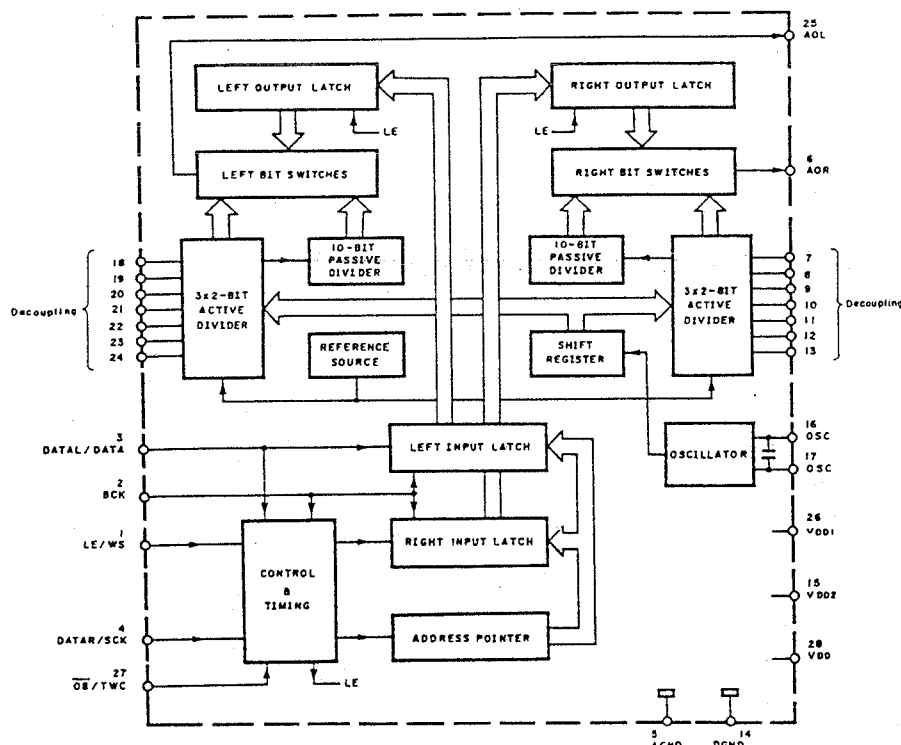 25
AOL
LEFT OUTPUT LATCH
RIGHT OUTPUT LATCH
LE
LE
LEFT BIT SWITCHES
RIGHT BIT SWITCHES
6
AOR
10-BIT
PASSIVE
DIVIDER
10-BIT
PASSIVE
DIVIDER
3x2-BIT
ACTIVE
DIVIDER
3x2-BIT
ACTIVE
DIVIDER
Decoupling
18
19
20
21
22
23
24
7
8
9
10
11
12
13
Decoupling
REFERENCE
SOURCE
SHIFT
REGISTER
3
DATAL/DATA
LEFT INPUT LATCH
OSCILLATOR
16
OSC
17
OSC
2
BCK
1
LE/WS
RIGHT INPUT LATCH
26
VDD1
CONTROL
&
TIMING
15
VDD2
4
DATAR/SCK
ADDRESS POINTER
28
VDD
27
OB/TWC
LE
5
AGND
14
DGND